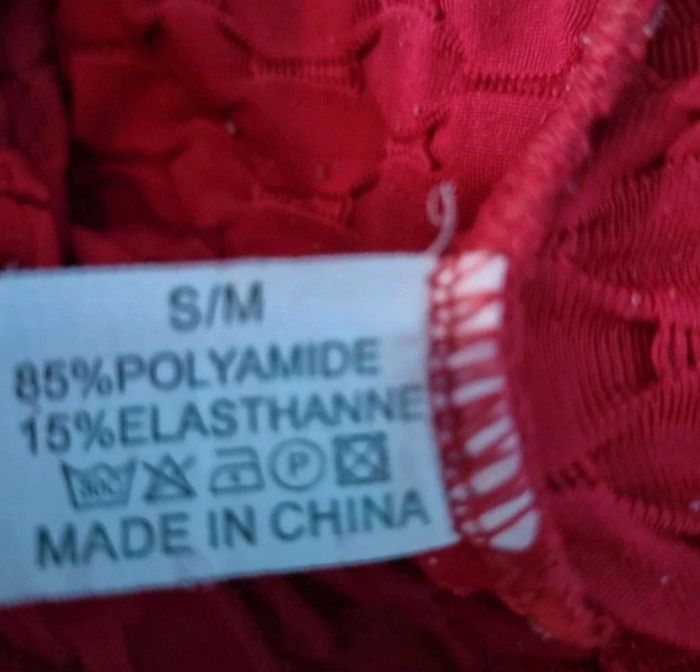 S/M
85%POLYAMIDE
15%ELASTHANNE
P
MADE IN CHINA